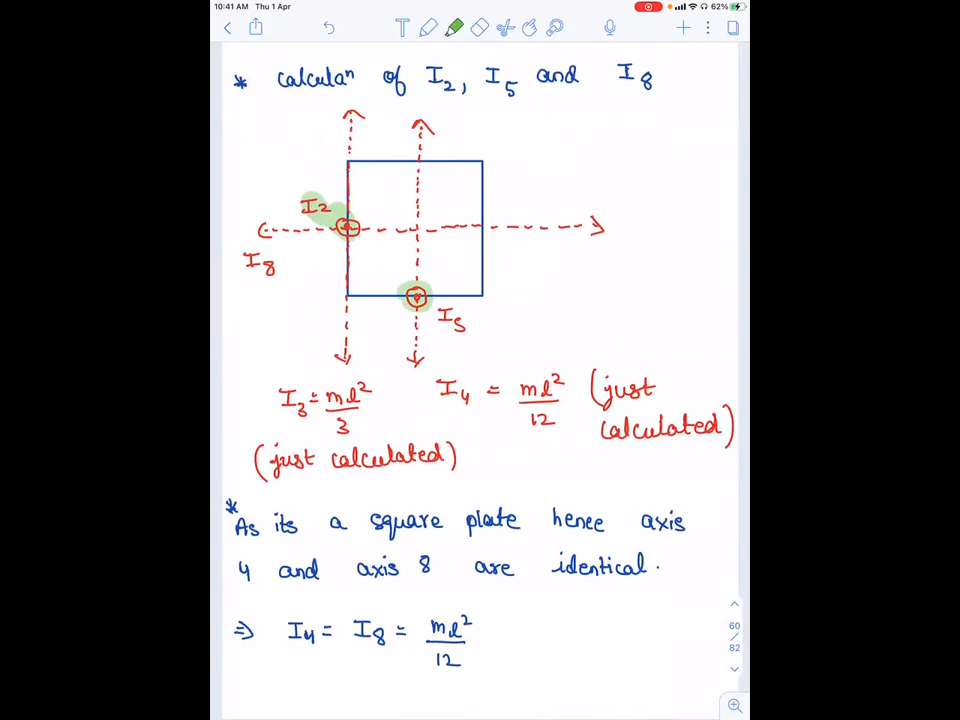 10:41 AM Thu 1 Apr
62%
* Calculaⁿ of I₂, I₅ and I₈
I₂
I₈
I₅
I₃ = ml²/3
(just calculated)
I₄ = ml²/12 (just calculated)
* As its a square plate hence axis
4 and axis 8 are identical.
⇒ I₄ = I₈ = ml²/12
60
/
82